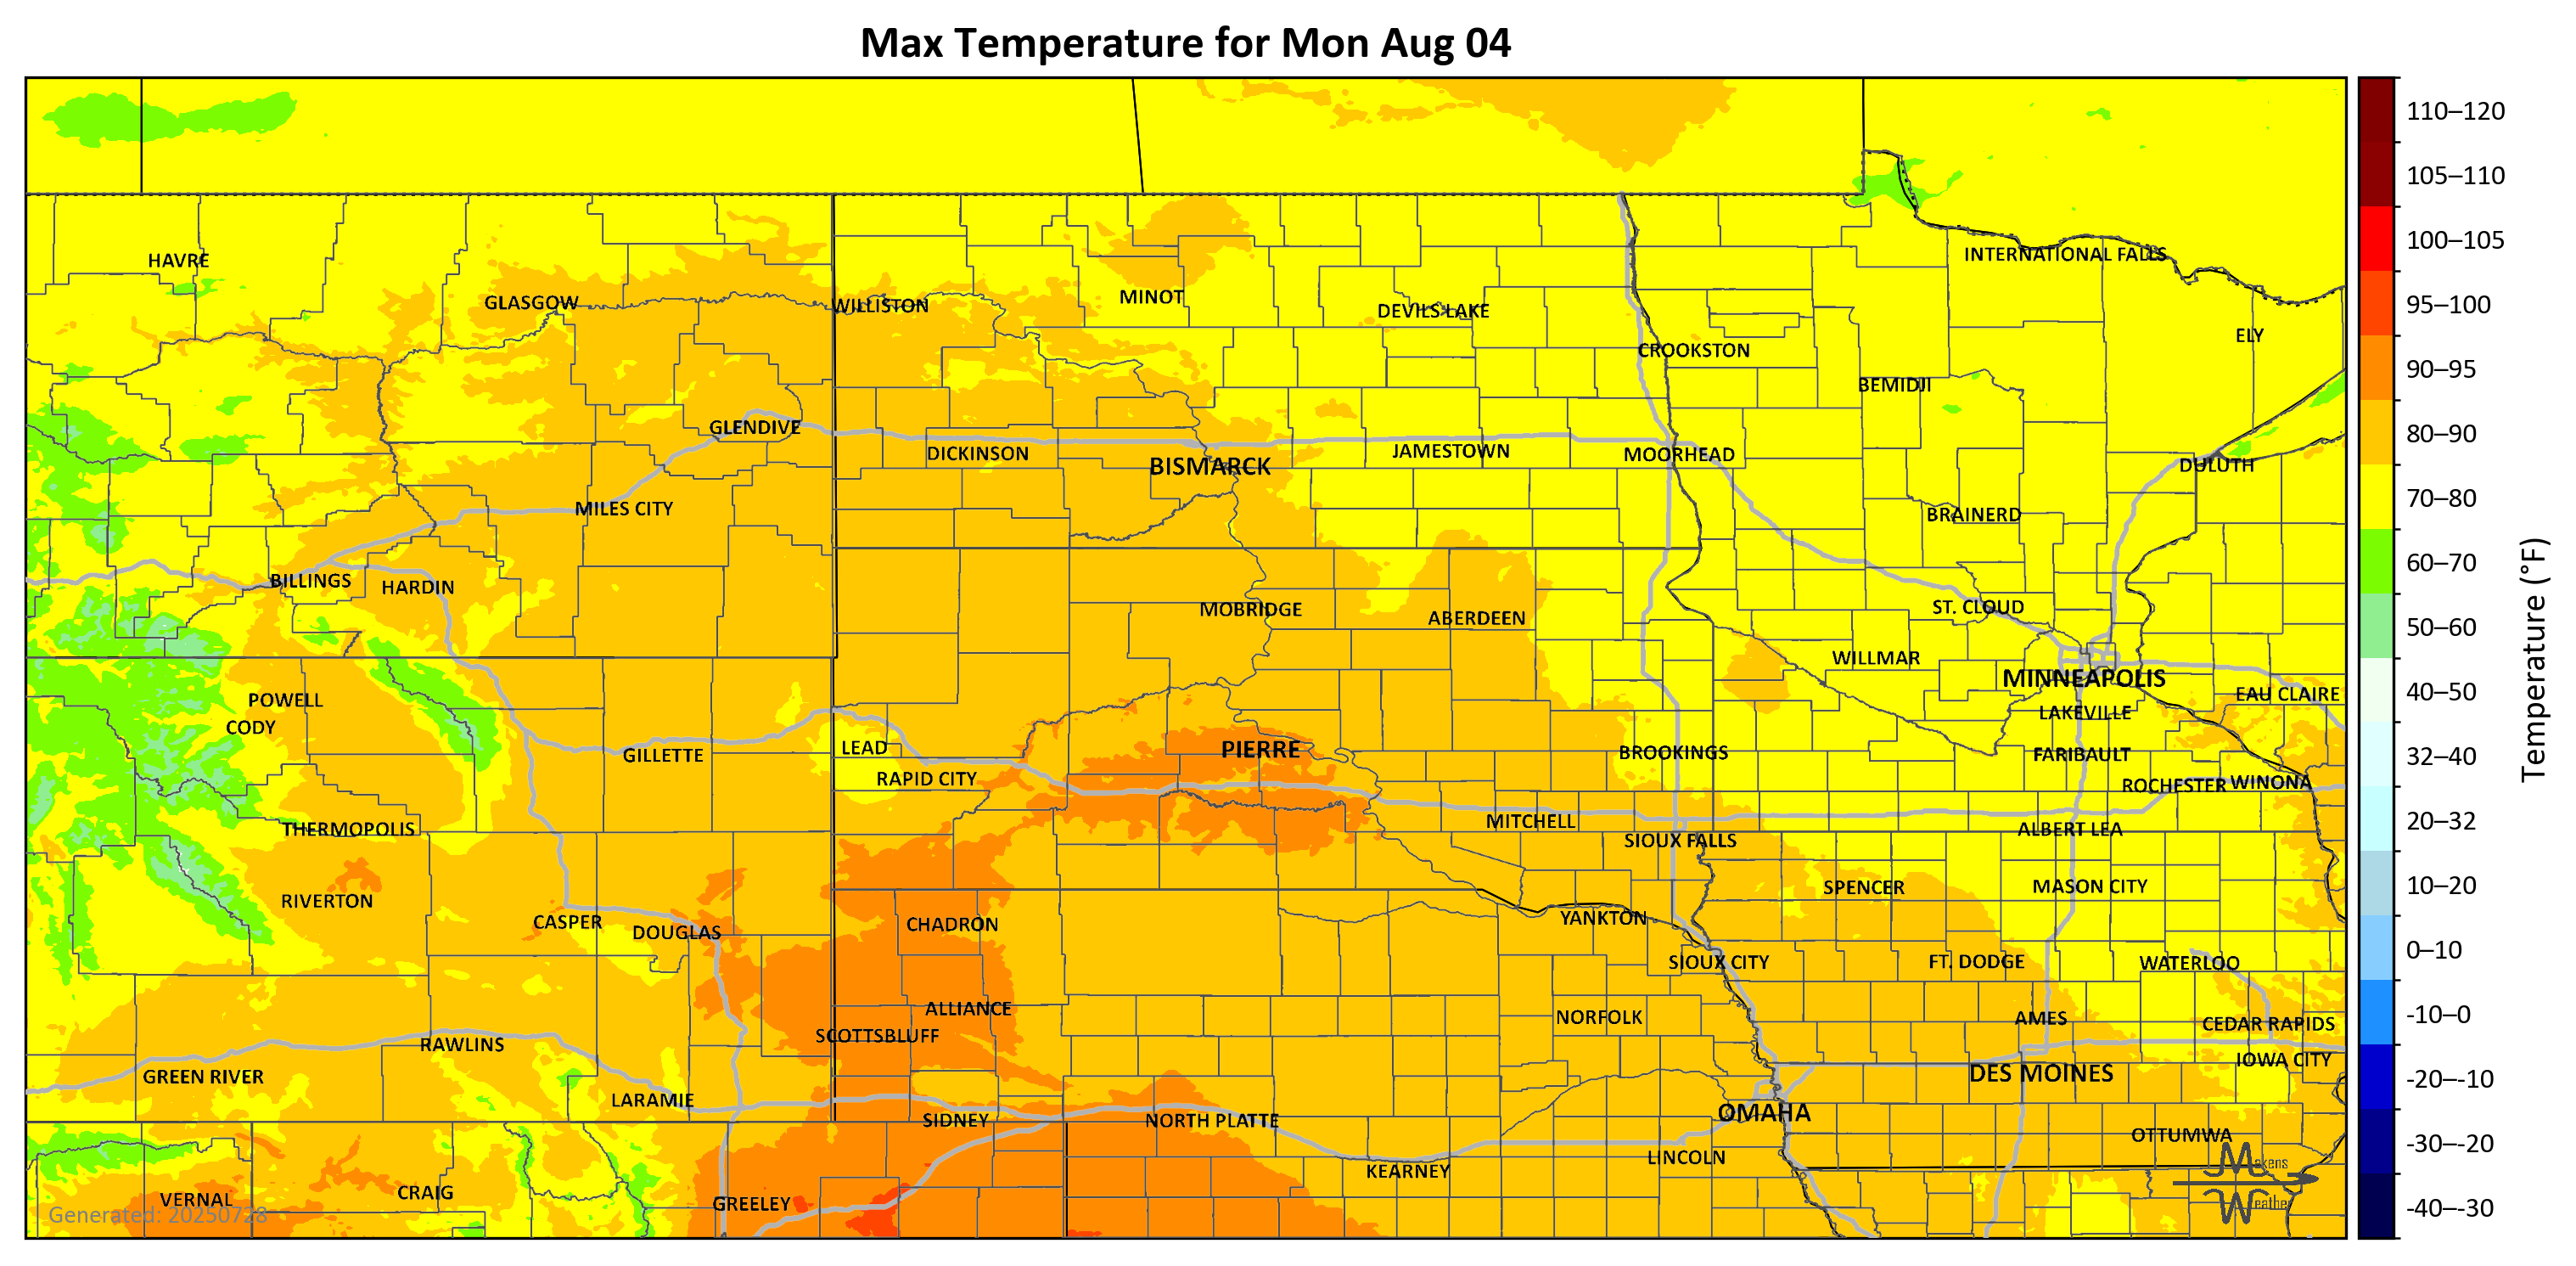 Max Temperature for Mon Aug 04
HAVRE
GLASGOW
WILLISTON
MINOT
DEVILS LAKE
INTERNATIONAL FALLS
CROOKSTON
ELY
BEMIDJI
GLENDIVE
DICKINSON
BISMARCK
JAMESTOWN
MOORHEAD
DULUTH
MILES CITY
BRAINERD
BILLINGS
HARDIN
MOBRIDGE
ABERDEEN
ST. CLOUD
WILLMAR
MINNEAPOLIS
EAU CLAIRE
POWELL
CODY
LAKEVILLE
GILLETTE
LEAD
PIERRE
BROOKINGS
FARIBAULT
RAPID CITY
ROCHESTER
WINONA
THERMOPOLIS
MITCHELL
SIOUX FALLS
ALBERT LEA
RIVERTON
SPENCER
MASON CITY
CASPER
DOUGLAS
CHADRON
YANKTON
SIOUX CITY
FT. DODGE
WATERLOO
ALLIANCE
SCOTTSBLUFF
NORFOLK
AMES
CEDAR RAPIDS
RAWLINS
IOWA CITY
GREEN RIVER
LARAMIE
DES MOINES
SIDNEY
NORTH PLATTE
OMAHA
OTTUMWA
KEARNEY
LINCOLN
VERNAL
CRAIG
GREELEY
Generated: 20250728
Makens
Weather
110–120
105–110
100–105
95–100
90–95
80–90
70–80
60–70
50–60
40–50
32–40
20–32
10–20
0–10
-10–0
-20–-10
-30–-20
-40–-30
Temperature (°F)